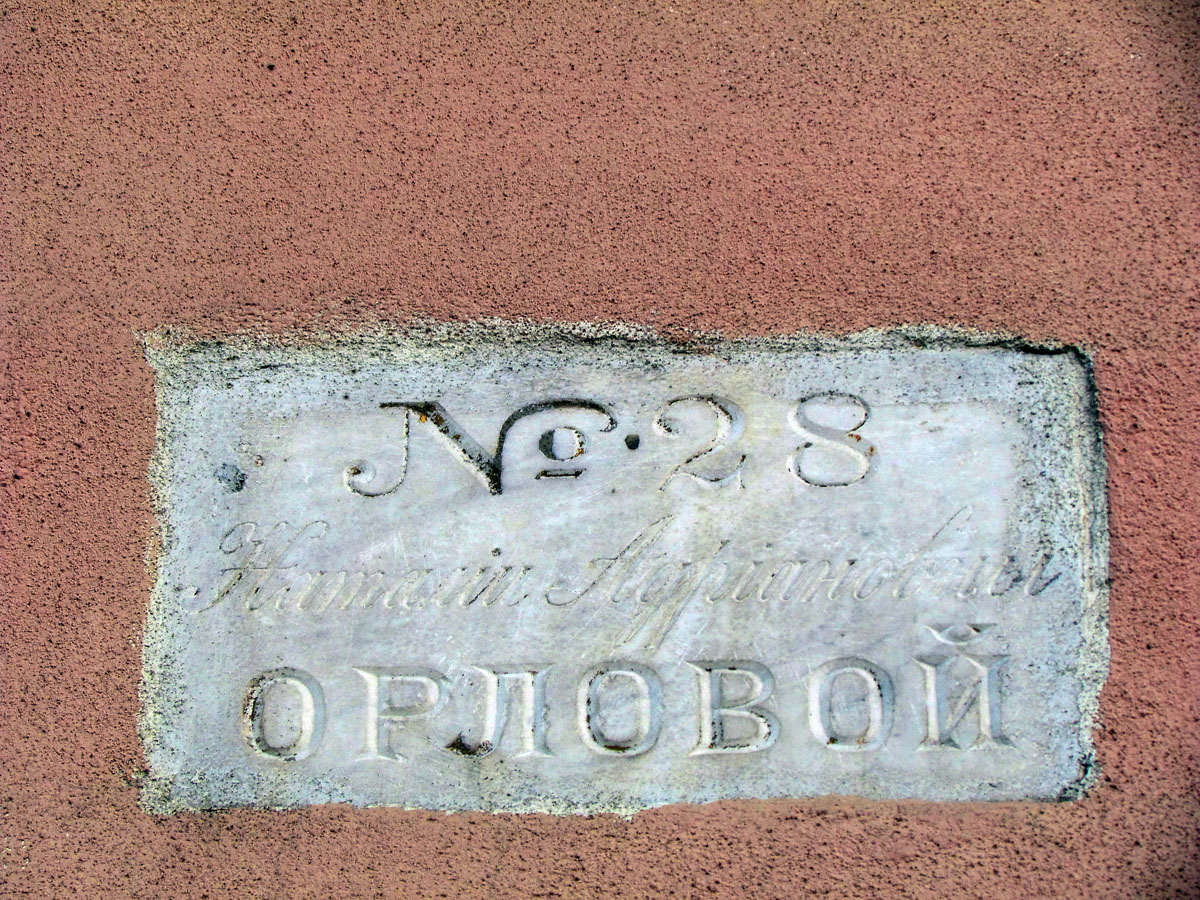 №. 28
Наталіи Адріановны
ОРЛОВОЙ